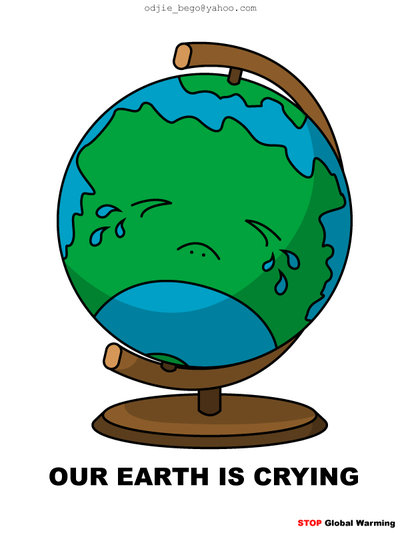 odjie_bego@yahoo.com
OUR EARTH IS CRYING
STOP Global Warming